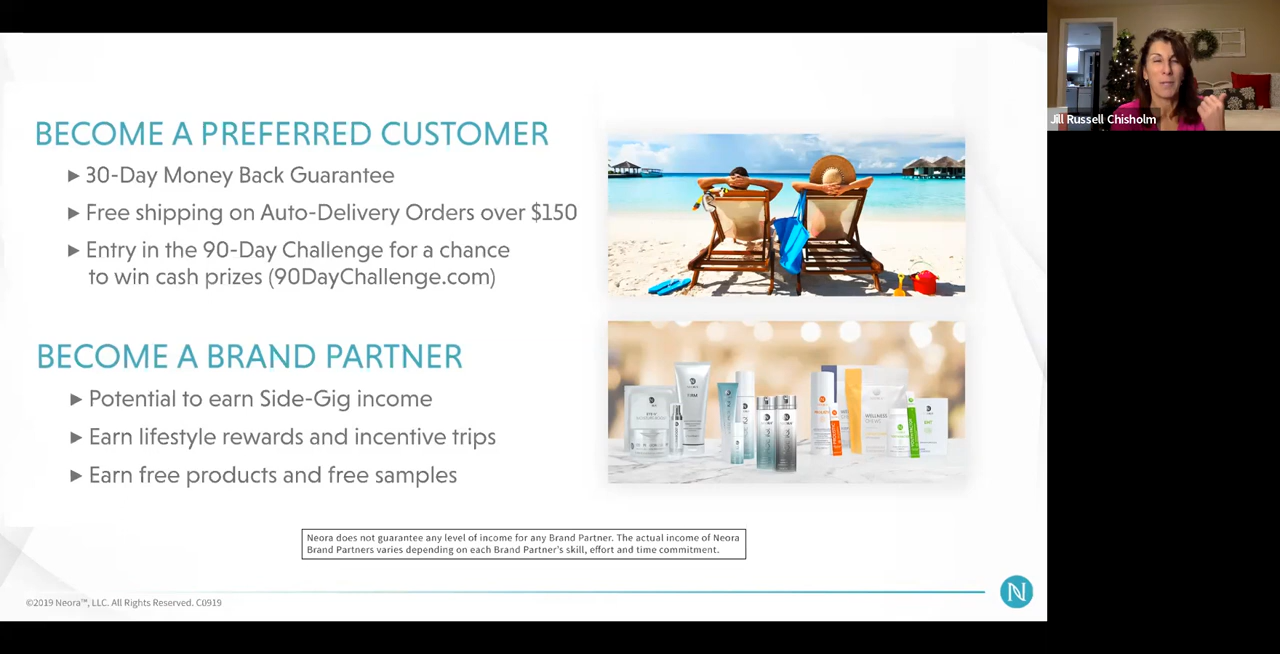 BECOME A PREFERRED CUSTOMER
▶ 30-Day Money Back Guarantee
▶ Free shipping on Auto-Delivery Orders over $150
▶ Entry in the 90-Day Challenge for a chance
to win cash prizes (90DayChallenge.com)
BECOME A BRAND PARTNER
▶ Potential to earn Side-Gig income
▶ Earn lifestyle rewards and incentive trips
▶ Earn free products and free samples
FIRM
WELLNESS
CHEWS
Neora does not guarantee any level of income for any Brand Partner. The actual income of Neora
Brand Partners varies depending on each Brand Partner's skill, effort and time commitment.
©2019 Neora™, LLC. All Rights Reserved. C0919
N
Jill Russell Chisholm